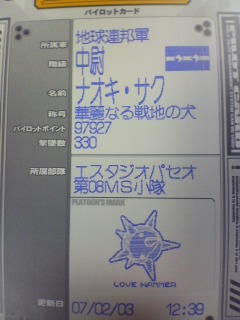 パイロットカード
所属軍 地球連邦軍
階級 中尉
名前 ナオキ・サク
称号 華麗なる戦地の犬
パイロットポイント 97927
撃墜数 330
所属部隊 エスタジオパセオ
第08MS小隊
PLATOON'S MARK
LOVE HAMMER
更新日 07/02/03 12:39